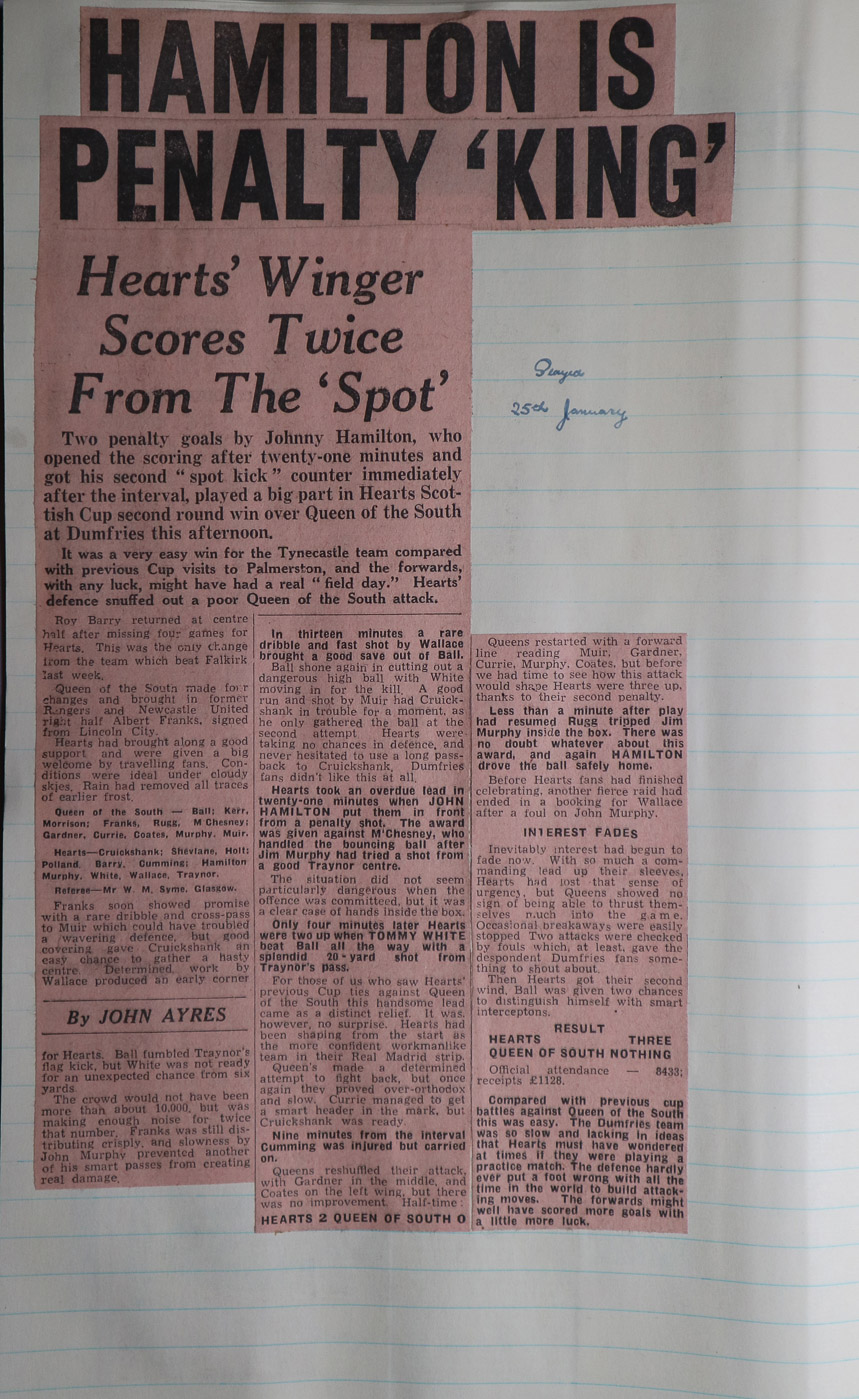 HAMILTON IS
PENALTY ‘KING’
Hearts’ Winger
Scores Twice
From The ‘Spot’
Played
25th January
Two penalty goals by Johnny Hamilton, who
opened the scoring after twenty-one minutes and
got his second “spot kick” counter immediately
after the interval, played a big part in Hearts Scot-
tish Cup second round win over Queen of the South
at Dumfries this afternoon.
It was a very easy win for the Tynecastle team compared
with previous Cup visits to Palmerston, and the forwards,
with any luck, might have had a real “field day.” Hearts’
defence snuffed out a poor Queen of the South attack.
Roy Barry returned at centre
half after missing four games for
Hearts. This was the only change
from the team which beat Falkirk
last week.
Queen of the South made four
changes and brought in former
Rangers and Newcastle United
right half Albert Franks, signed
from Lincoln City.
Hearts had brought along a good
support and were given a big
welcome by travelling fans. Con-
ditions were ideal under cloudy
skies. Rain had removed all traces
of earlier frost.
Queen of the South — Ball; Kerr,
Morrison; Franks, Rugg, M'Chesney;
Gardner, Currie, Coates, Murphy, Muir.
Hearts—Cruickshank; Shevlane, Holt;
Polland, Barry, Cumming; Hamilton
Murphy, White, Wallace, Traynor.
Referee—Mr W. M. Syme, Glasgow.
Franks soon showed promise
with a rare dribble and cross-pass
to Muir which could have troubled
a wavering defence, but good
covering gave Cruickshank an
easy chance to gather a hasty
centre. Determined work by
Wallace produced an early corner
By JOHN AYRES
for Hearts. Ball fumbled Traynor's
flag kick, but White was not ready
for an unexpected chance from six
yards.
The crowd would not have been
more than about 10,000, but was
making enough noise for twice
that number. Franks was still dis-
tributing crisply, and slowness by
John Murphy prevented another
of his smart passes from creating
real damage.
In thirteen minutes a rare
dribble and fast shot by Wallace
brought a good save out of Ball.
Ball shone again in cutting out a
dangerous high ball with White
moving in for the kill. A good
run and shot by Muir had Cruick-
shank in trouble for a moment, as
he only gathered the ball at the
second attempt Hearts were
taking no chances in defence, and
never hesitated to use a long pass-
back to Cruickshank. Dumfries
fans didn't like this at all.
Hearts took an overdue lead in
twenty-one minutes when JOHN
HAMILTON put them in front
from a penalty shot. The award
was given against M'Chesney, who
handled the bouncing ball after
Jim Murphy had tried a shot from
a good Traynor centre.
The situation did not seem
particularly dangerous when the
offence was committed, but it was
a clear case of hands inside the box.
Only four minutes later Hearts
were two up when TOMMY WHITE
beat Ball all the way with a
splendid 20-yard shot from
Traynor's pass.
For those of us who saw Hearts'
previous Cup ties against Queen
of the South this handsome lead
came as a distinct relief. It was,
however, no surprise. Hearts had
been shaping from the start as
the more confident workmanlike
team in their Real Madrid strip.
Queen's made a determined
attempt to fight back, but once
again they proved over-orthodox
and slow. Currie managed to get
a smart header in the mark, but
Cruickshank was ready.
Nine minutes from the interval
Cumming was injured but carried
on.
Queens reshuffled their attack,
with Gardner in the middle, and
Coates on the left wing, but there
was no improvement. Half-time:
HEARTS 2 QUEEN OF SOUTH 0
Queens restarted with a forward
line reading Muir, Gardner,
Currie, Murphy, Coates, but before
we had time to see how this attack
would shape Hearts were three up,
thanks to their second penalty.
Less than a minute after play
had resumed Rugg tripped Jim
Murphy inside the box. There was
no doubt whatever about this
award, and again HAMILTON
drove the ball safely home.
Before Hearts fans had finished
celebrating, another fierce raid had
ended in a booking for Wallace
after a foul on John Murphy.
INTEREST FADES
Inevitably interest had begun to
fade now. With so much a com-
manding lead up their sleeves,
Hearts had lost that sense of
urgency, but Queens showed no
sign of being able to thrust them-
selves much into the game.
Occasional breakaways were easily
stopped Two attacks were checked
by fouls which, at least, gave the
despondent Dumfries fans some-
thing to shout about.
Then Hearts got their second
wind. Ball was given two chances
to distinguish himself with smart
interceptons.
RESULT
HEARTS THREE
QUEEN OF SOUTH NOTHING
Official attendance — 8433;
receipts £1128.
Compared with previous cup
battles against Queen of the South
this was easy. The Dumfries team
was so slow and lacking in ideas
that Hearts must have wondered
at times if they were playing a
practice match. The defence hardly
ever put a foot wrong with all the
time in the world to build attack-
ing moves. The forwards might
well have scored more goals with
a little more luck.